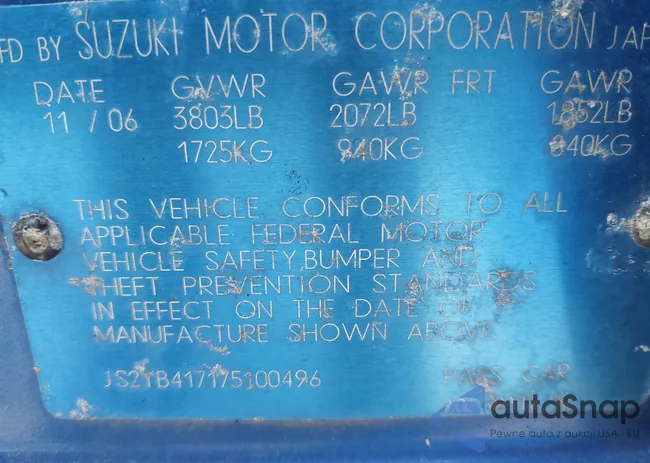 FD BY SUZUKI MOTOR CORPORATION JAP
DATE GVWR GAWR FRT GAWR
11 / 06 3803LB 2072LB 1852LB
1725KG 940KG 840KG
THIS VEHICLE CONFORMS TO ALL
APPLICABLE FEDERAL MOTOR
VEHICLE SAFETY,BUMPER AND
THEFT PREVENTION STANDARDS
IN EFFECT ON THE DATE OF
MANUFACTURE SHOWN ABOVE
JS2YB417175100496 PASS CAR
autaSnap
Pewne auta z aukcji USA i EU